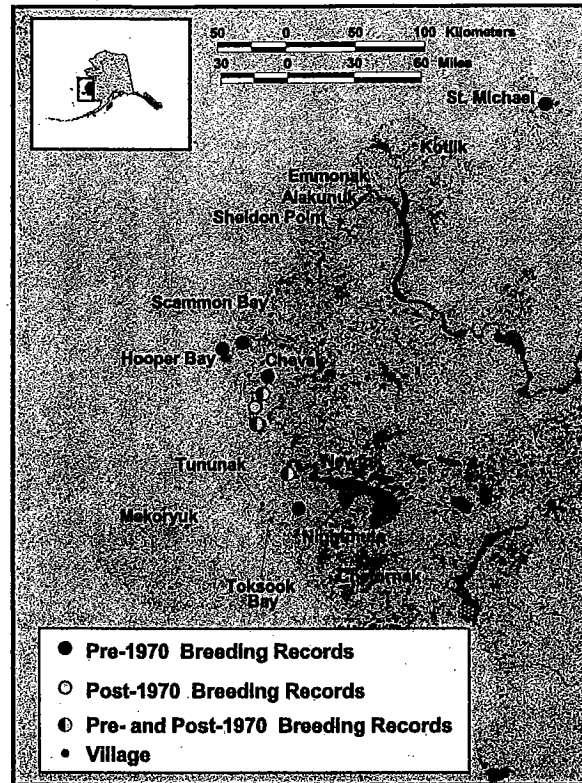 50 0 50 100 Kilometers
30 0 30 60 Miles
St. Michael
Kotlik
Emmonak
Alakunuk
Sheldon Point
Scammon Bay
Hooper Bay
Chevak
Tununak
Mekoryuk
Toksook
Bay
Pre-1970 Breeding Records
Post-1970 Breeding Records
Pre- and Post-1970 Breeding Records
Village